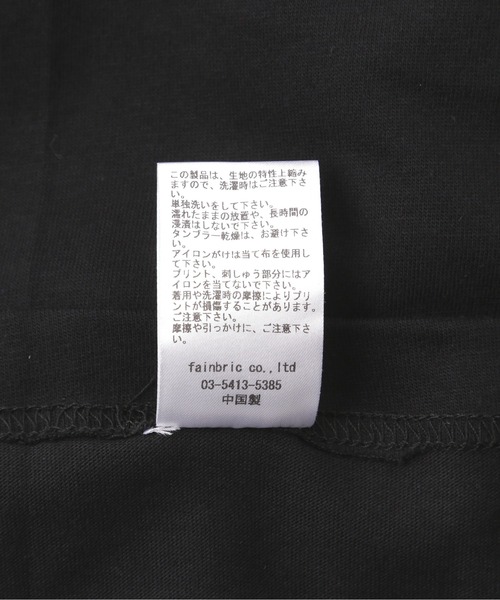 この製品は、生地の特性上縮み
ますので、洗濯時はご注意下さ
い。
単独洗いをして下さい。
濡れたままの放置や、長時間の
浸漬はしないで下さい。
タンブラー乾燥は、お避け下さ
い。
アイロンがけは当て布を使用し
て下さい。
プリント、刺しゅう部分にはア
イロンを当てないで下さい。
着用や洗濯時の摩擦によりプリ
ントが損傷することがあります。
ご注意下さい。
摩擦や引っかけに、ご注意下さ
い。
fainbric co.,ltd
03-5413-5385
中国製